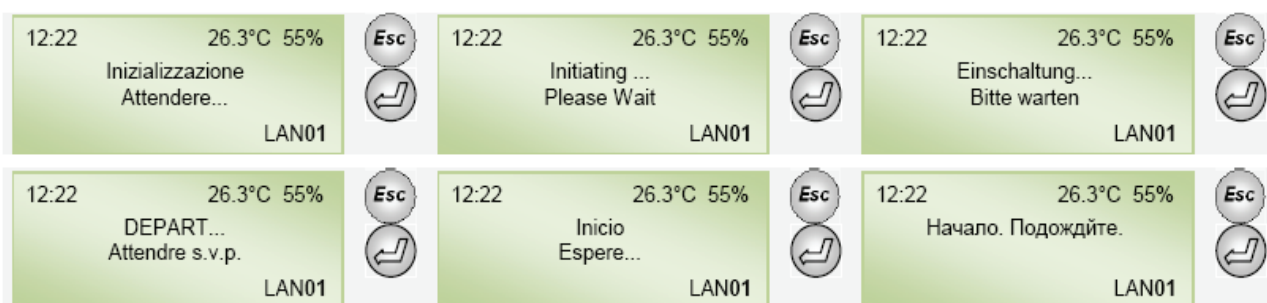 12:22 26.3°C 55%
Inizializzazione
Attendere...
LAN01
Esc
12:22 26.3°C 55%
Initiating ...
Please Wait
LAN01
Esc
12:22 26.3°C 55%
Einschaltung...
Bitte warten
LAN01
Esc
12:22 26.3°C 55%
DEPART...
Attendre s.v.p.
LAN01
Esc
12:22 26.3°C 55%
Inicio
Espere...
LAN01
Esc
12:22 26.3°C 55%
Начало. Подождйте.
LAN01
Esc